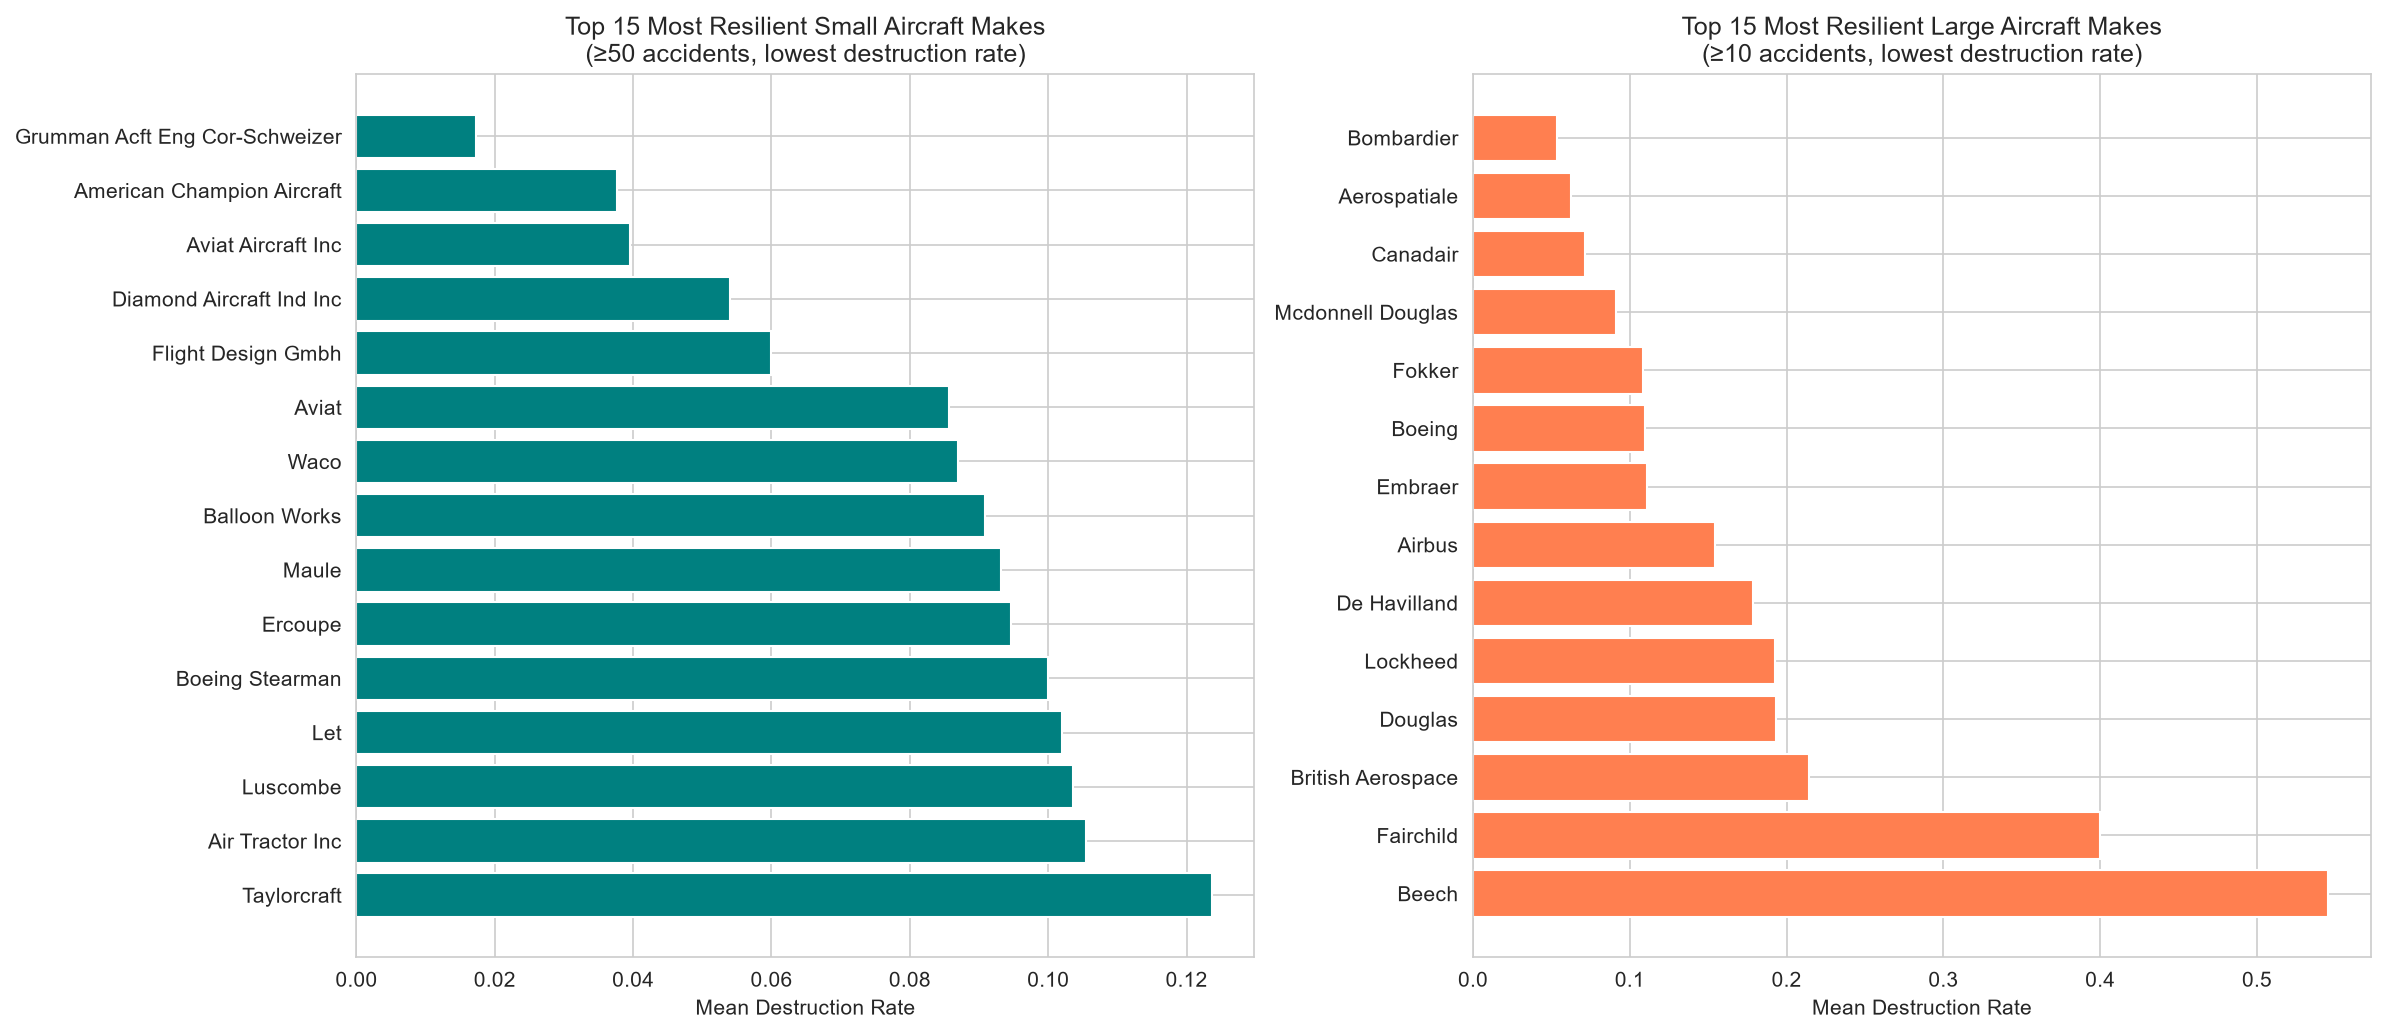 Top 15 Most Resilient Small Aircraft Makes
(≥50 accidents, lowest destruction rate)
Grumman Acft Eng Cor-Schweizer
American Champion Aircraft
Aviat Aircraft Inc
Diamond Aircraft Ind Inc
Flight Design Gmbh
Aviat
Waco
Balloon Works
Maule
Ercoupe
Boeing Stearman
Let
Luscombe
Air Tractor Inc
Taylorcraft
0.00 0.02 0.04 0.06 0.08 0.10 0.12
Mean Destruction Rate
Top 15 Most Resilient Large Aircraft Makes
(≥10 accidents, lowest destruction rate)
Bombardier
Aerospatiale
Canadair
Mcdonnell Douglas
Fokker
Boeing
Embraer
Airbus
De Havilland
Lockheed
Douglas
British Aerospace
Fairchild
Beech
0.0 0.1 0.2 0.3 0.4 0.5
Mean Destruction Rate